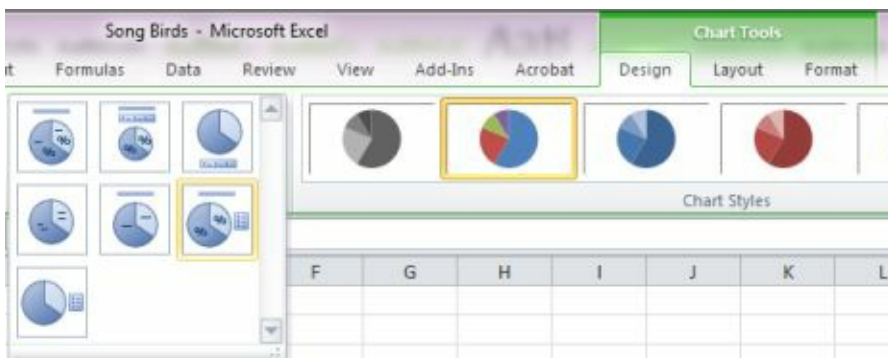 Song Birds - Microsoft Excel
Chart Tools
Formulas Data Review View Add-Ins Acrobat Design Layout Format
% %
Chart Styles
F G H I J K L